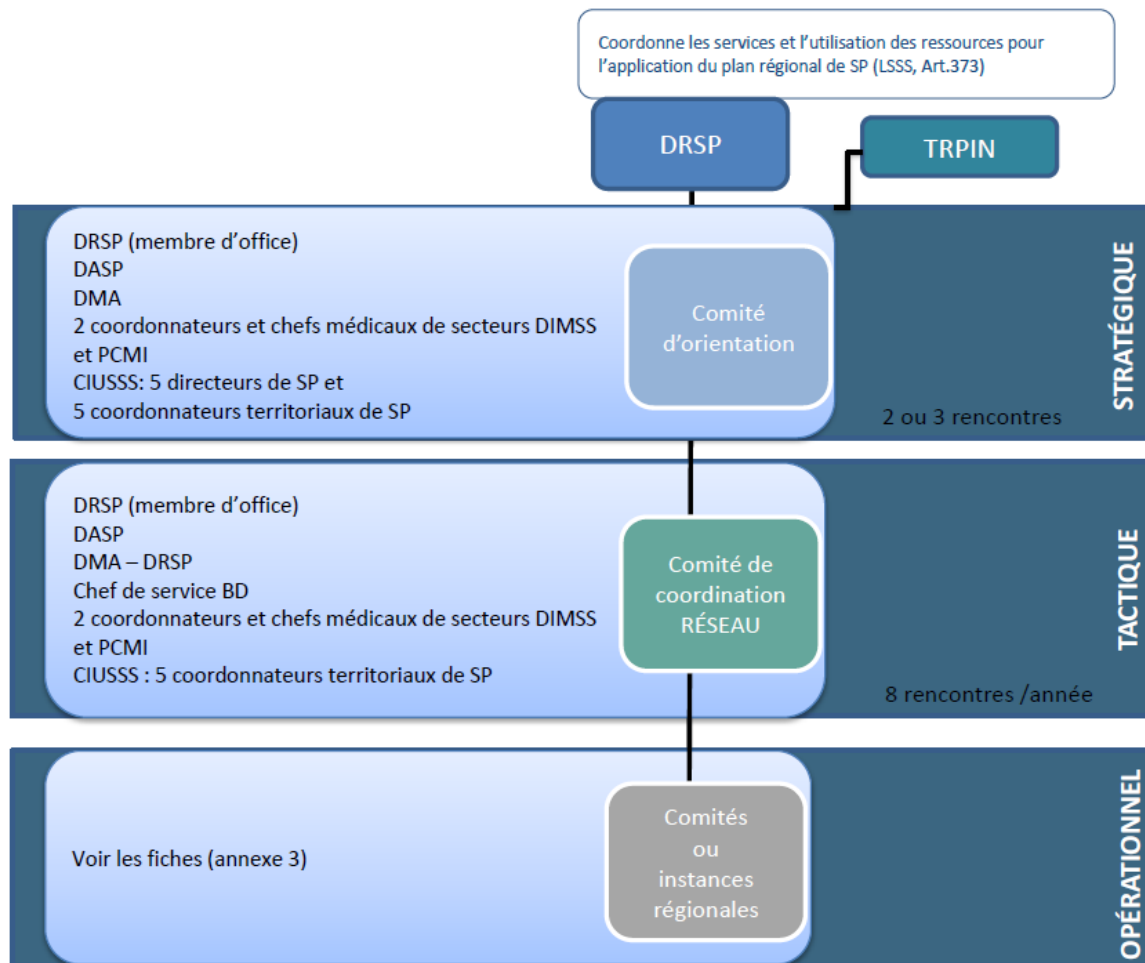 Coordonne les services et l'utilisation des ressources pour
l'application du plan régional de SP (LSSS, Art.373)
DRSP
TRPIN
DRSP (membre d'office)
DASP
DMA
2 coordonnateurs et chefs médicaux de secteurs DIMSS
et PCMI
CIUSSS: 5 directeurs de SP et
5 coordonnateurs territoriaux de SP
Comité
d'orientation
2 ou 3 rencontres
STRATÉGIQUE
DRSP (membre d'office)
DASP
DMA – DRSP
Chef de service BD
2 coordonnateurs et chefs médicaux de secteurs DIMSS
et PCMI
CIUSSS : 5 coordonnateurs territoriaux de SP
Comité de
coordination
RÉSEAU
8 rencontres /année
TACTIQUE
Voir les fiches (annexe 3)
Comités
ou
instances
régionales
OPÉRATIONNEL